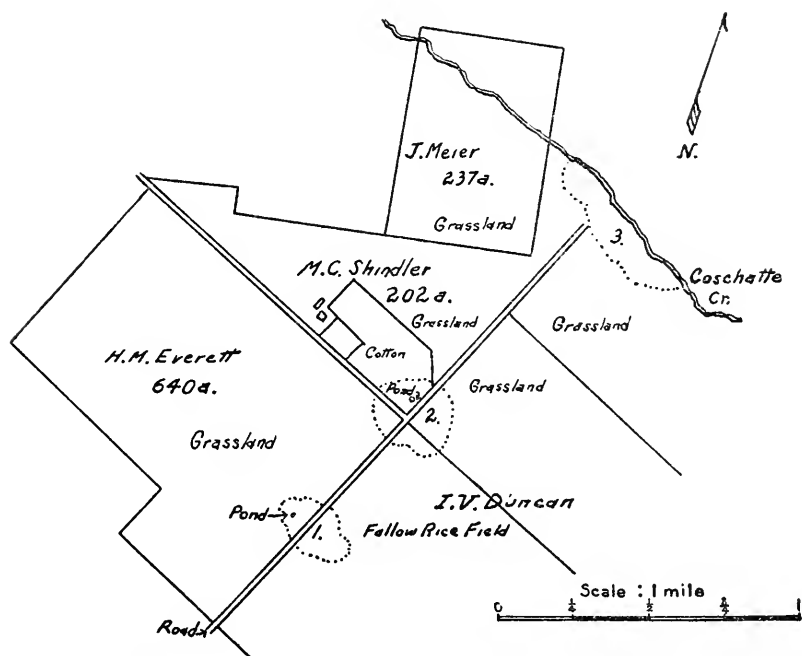 N.
J. Meier
237a.
Grassland
Grassland
3.
Coschatte
Cr.
M.C. Shindler
202a.
Grassland
Grassland
Cotton
H.M. Everett
640a.
Pond
Grassland
2.
Grassland
I.V. Duncan
Pond
1.
Fallow Rice Field
Scale : 1 mile
0 1/4 1/2 3/4 1
Road